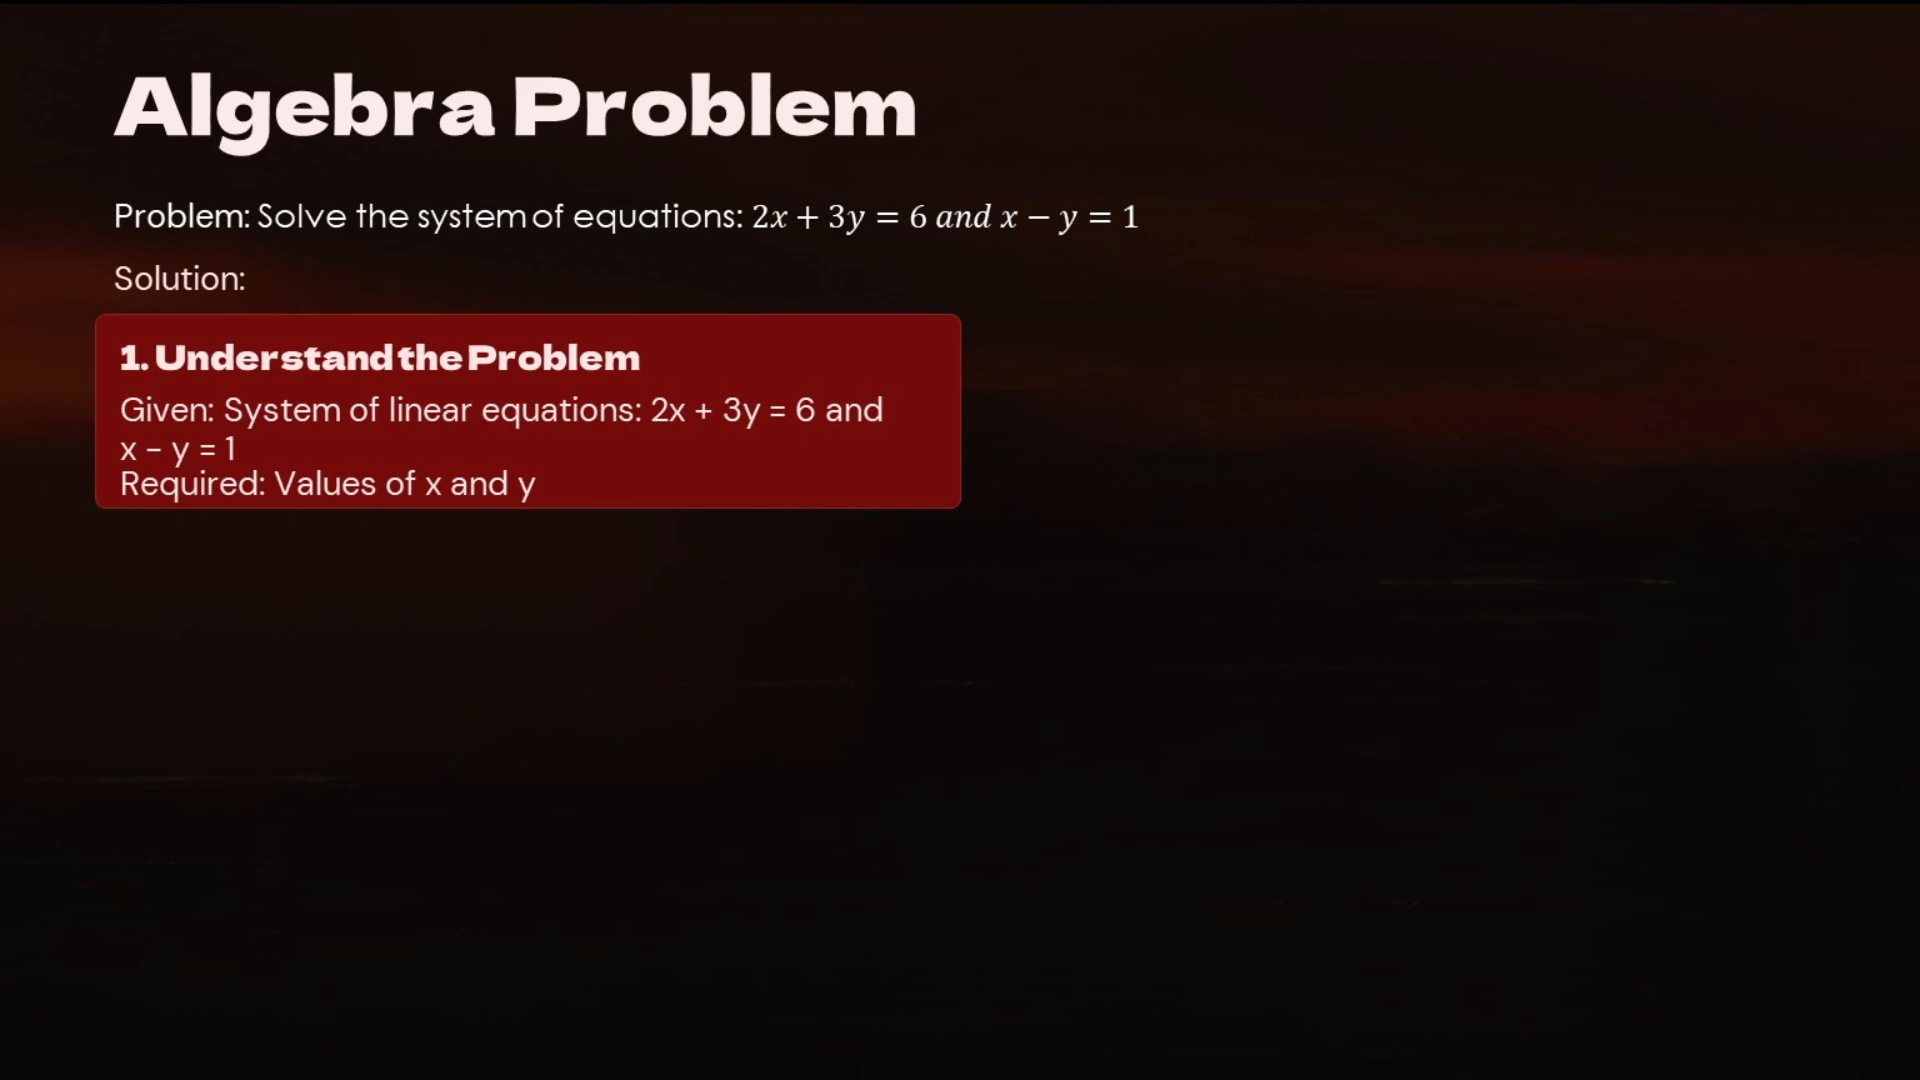 Algebra Problem
Problem: Solve the system of equations: 2x + 3y = 6 and x − y = 1
Solution:
1. Understand the Problem
Given: System of linear equations: 2x + 3y = 6 and
x − y = 1
Required: Values of x and y